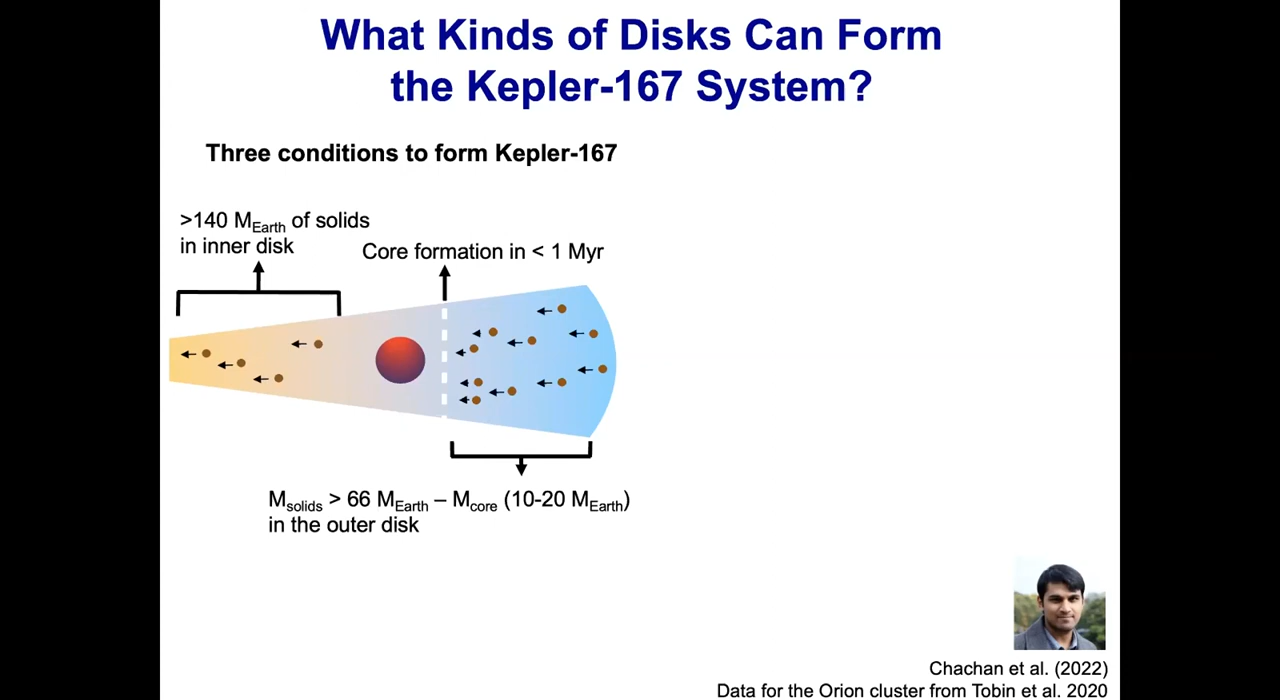 What Kinds of Disks Can Form
the Kepler-167 System?
Three conditions to form Kepler-167
>140 MEarth of solids
in inner disk
Core formation in < 1 Myr
Msolids > 66 MEarth – Mcore (10-20 MEarth)
in the outer disk
Chachan et al. (2022)
Data for the Orion cluster from Tobin et al. 2020